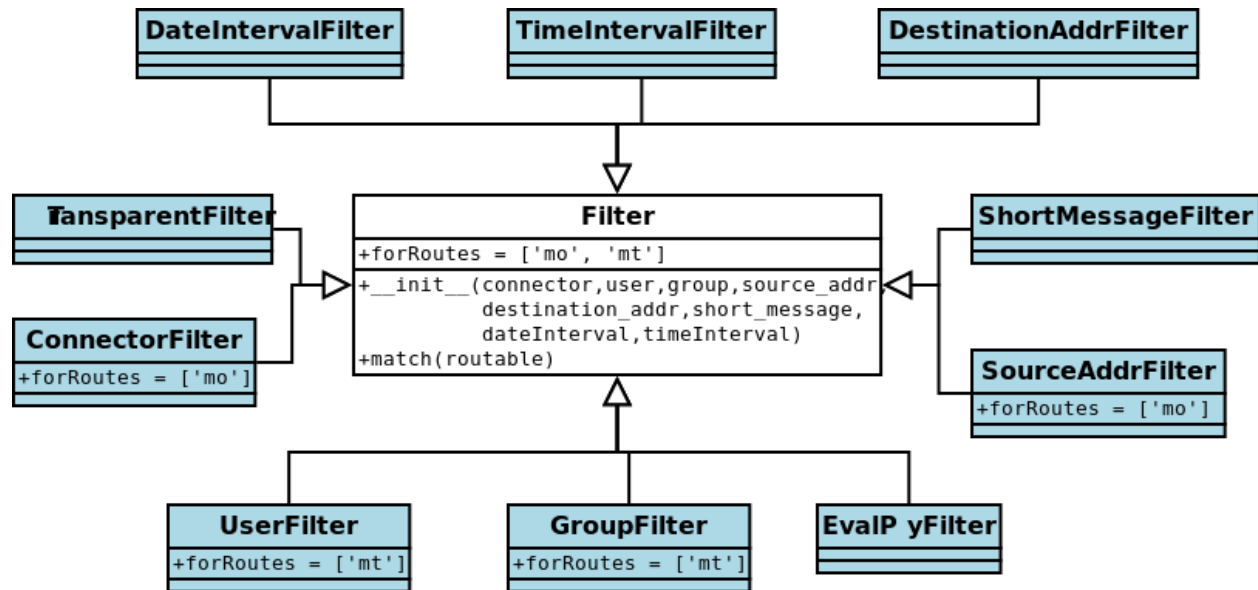 DateIntervalFilter
TimeIntervalFilter
DestinationAddrFilter
TansparentFilter
Filter
+forRoutes = ['mo', 'mt']
+__init__(connector,user,group,source_addr,
destination_addr,short_message,
dateInterval,timeInterval)
+match(routable)
ShortMessageFilter
ConnectorFilter
+forRoutes = ['mo']
SourceAddrFilter
+forRoutes = ['mo']
UserFilter
+forRoutes = ['mt']
GroupFilter
+forRoutes = ['mt']
EvalP yFilter